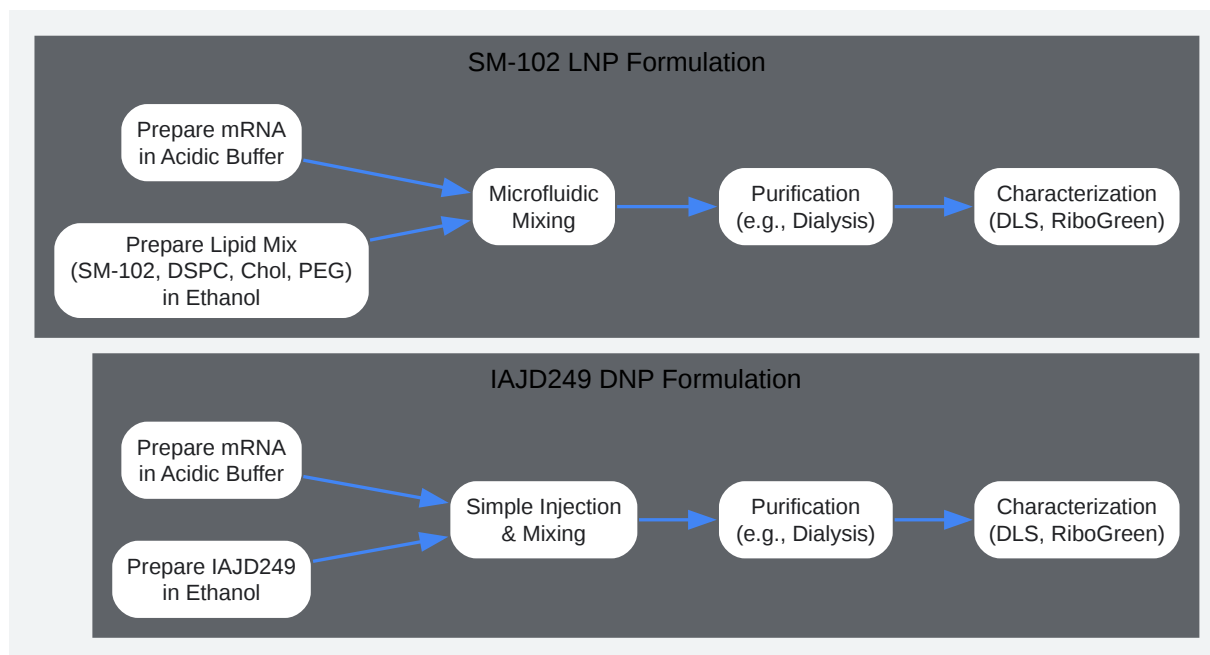 SM-102 LNP Formulation
Prepare mRNA
in Acidic Buffer
Prepare Lipid Mix
(SM-102, DSPC, Chol, PEG)
in Ethanol
Microfluidic
Mixing
Purification
(e.g., Dialysis)
Characterization
(DLS, RiboGreen)
IAJD249 DNP Formulation
Prepare mRNA
in Acidic Buffer
Prepare IAJD249
in Ethanol
Simple Injection
& Mixing
Purification
(e.g., Dialysis)
Characterization
(DLS, RiboGreen)